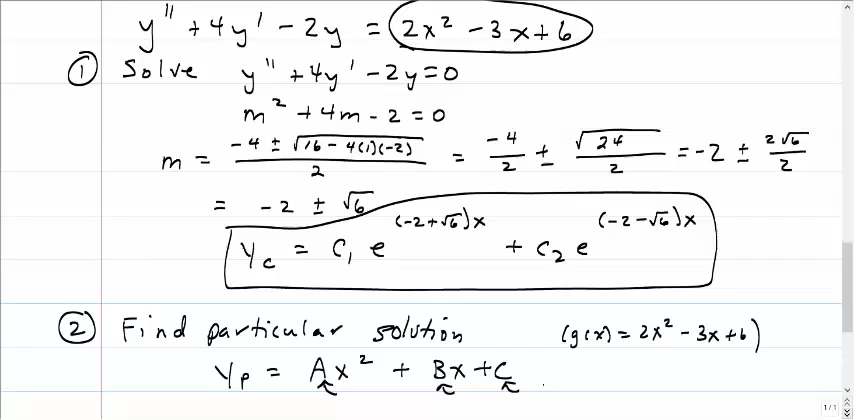 y'' + 4y' − 2y = 2x² − 3x + 6
① Solve y'' + 4y' − 2y = 0
m² + 4m − 2 = 0
m = (−4 ± √(16 − 4(1)(−2)))/2 = −4/2 ± √24/2 = −2 ± 2√6/2
= −2 ± √6
y_c = c₁ e^((−2+√6)x) + c₂ e^((−2−√6)x)
② Find particular solution (g(x) = 2x² − 3x + 6)
y_p = Ax² + Bx + C
1/1